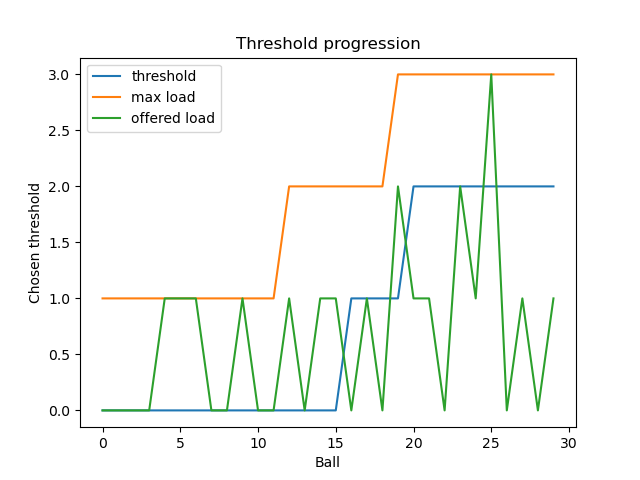 Threshold progression
threshold
max load
offered load
3.0
2.5
2.0
1.5
1.0
0.5
0.0
Chosen threshold
0 5 10 15 20 25 30
Ball